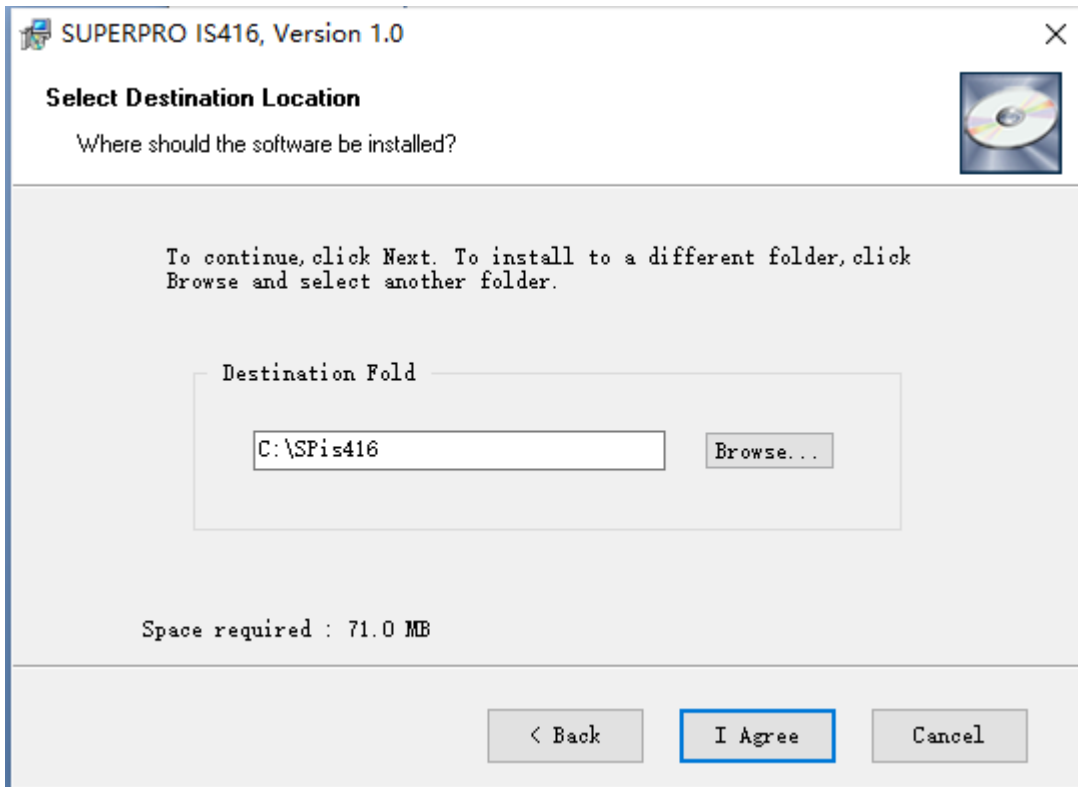 SUPERPRO IS416, Version 1.0
Select Destination Location
Where should the software be installed?
To continue,click Next. To install to a different folder,click
Browse and select another folder.
Destination Fold
C:\SPis416
Browse...
Space required : 71.0 MB
< Back
I Agree
Cancel